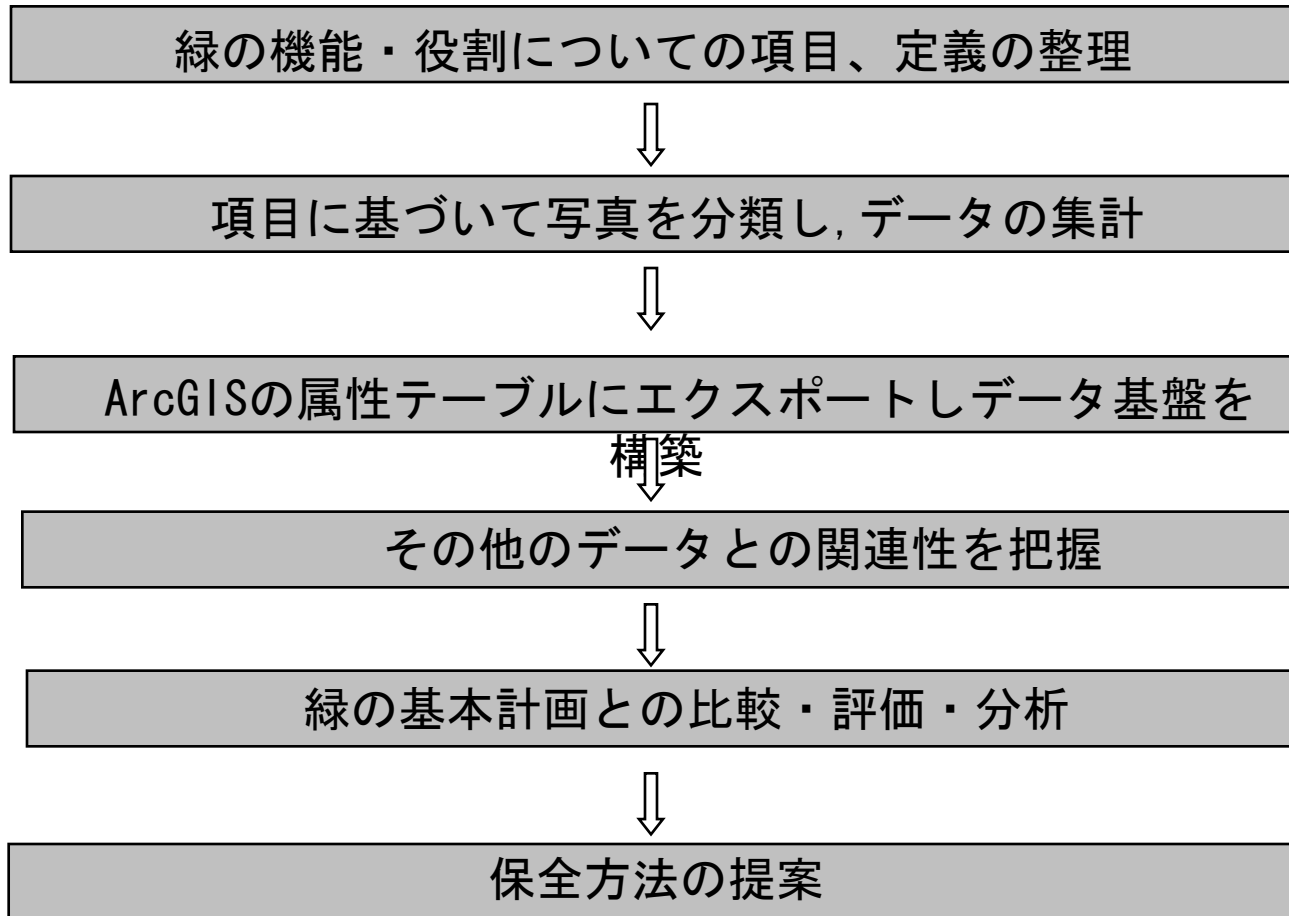 緑の機能・役割についての項目、定義の整理
項目に基づいて写真を分類し,データの集計
ArcGISの属性テーブルにエクスポートしデータ基盤を
構築
その他のデータとの関連性を把握
緑の基本計画との比較・評価・分析
保全方法の提案